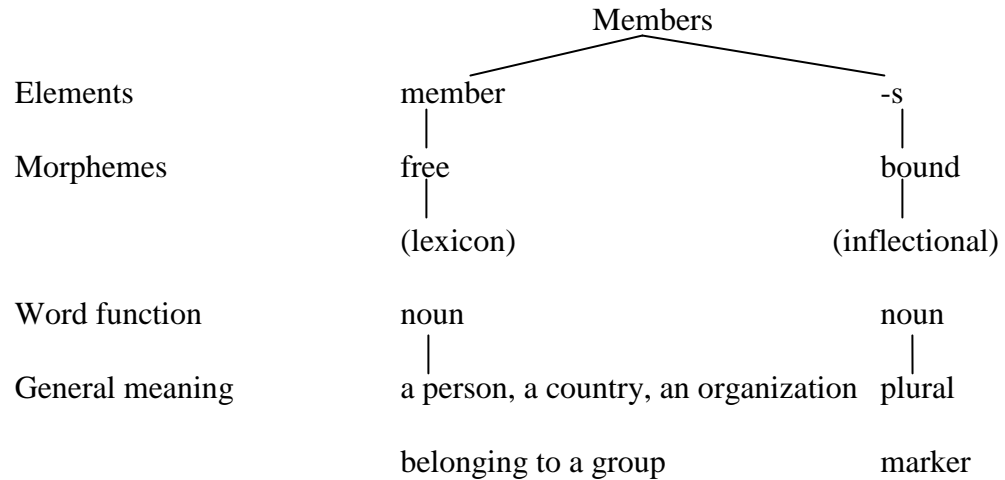 Members
Elements member -s
Morphemes free bound
(lexicon) (inflectional)
Word function noun noun
General meaning a person, a country, an organization plural
belonging to a group marker